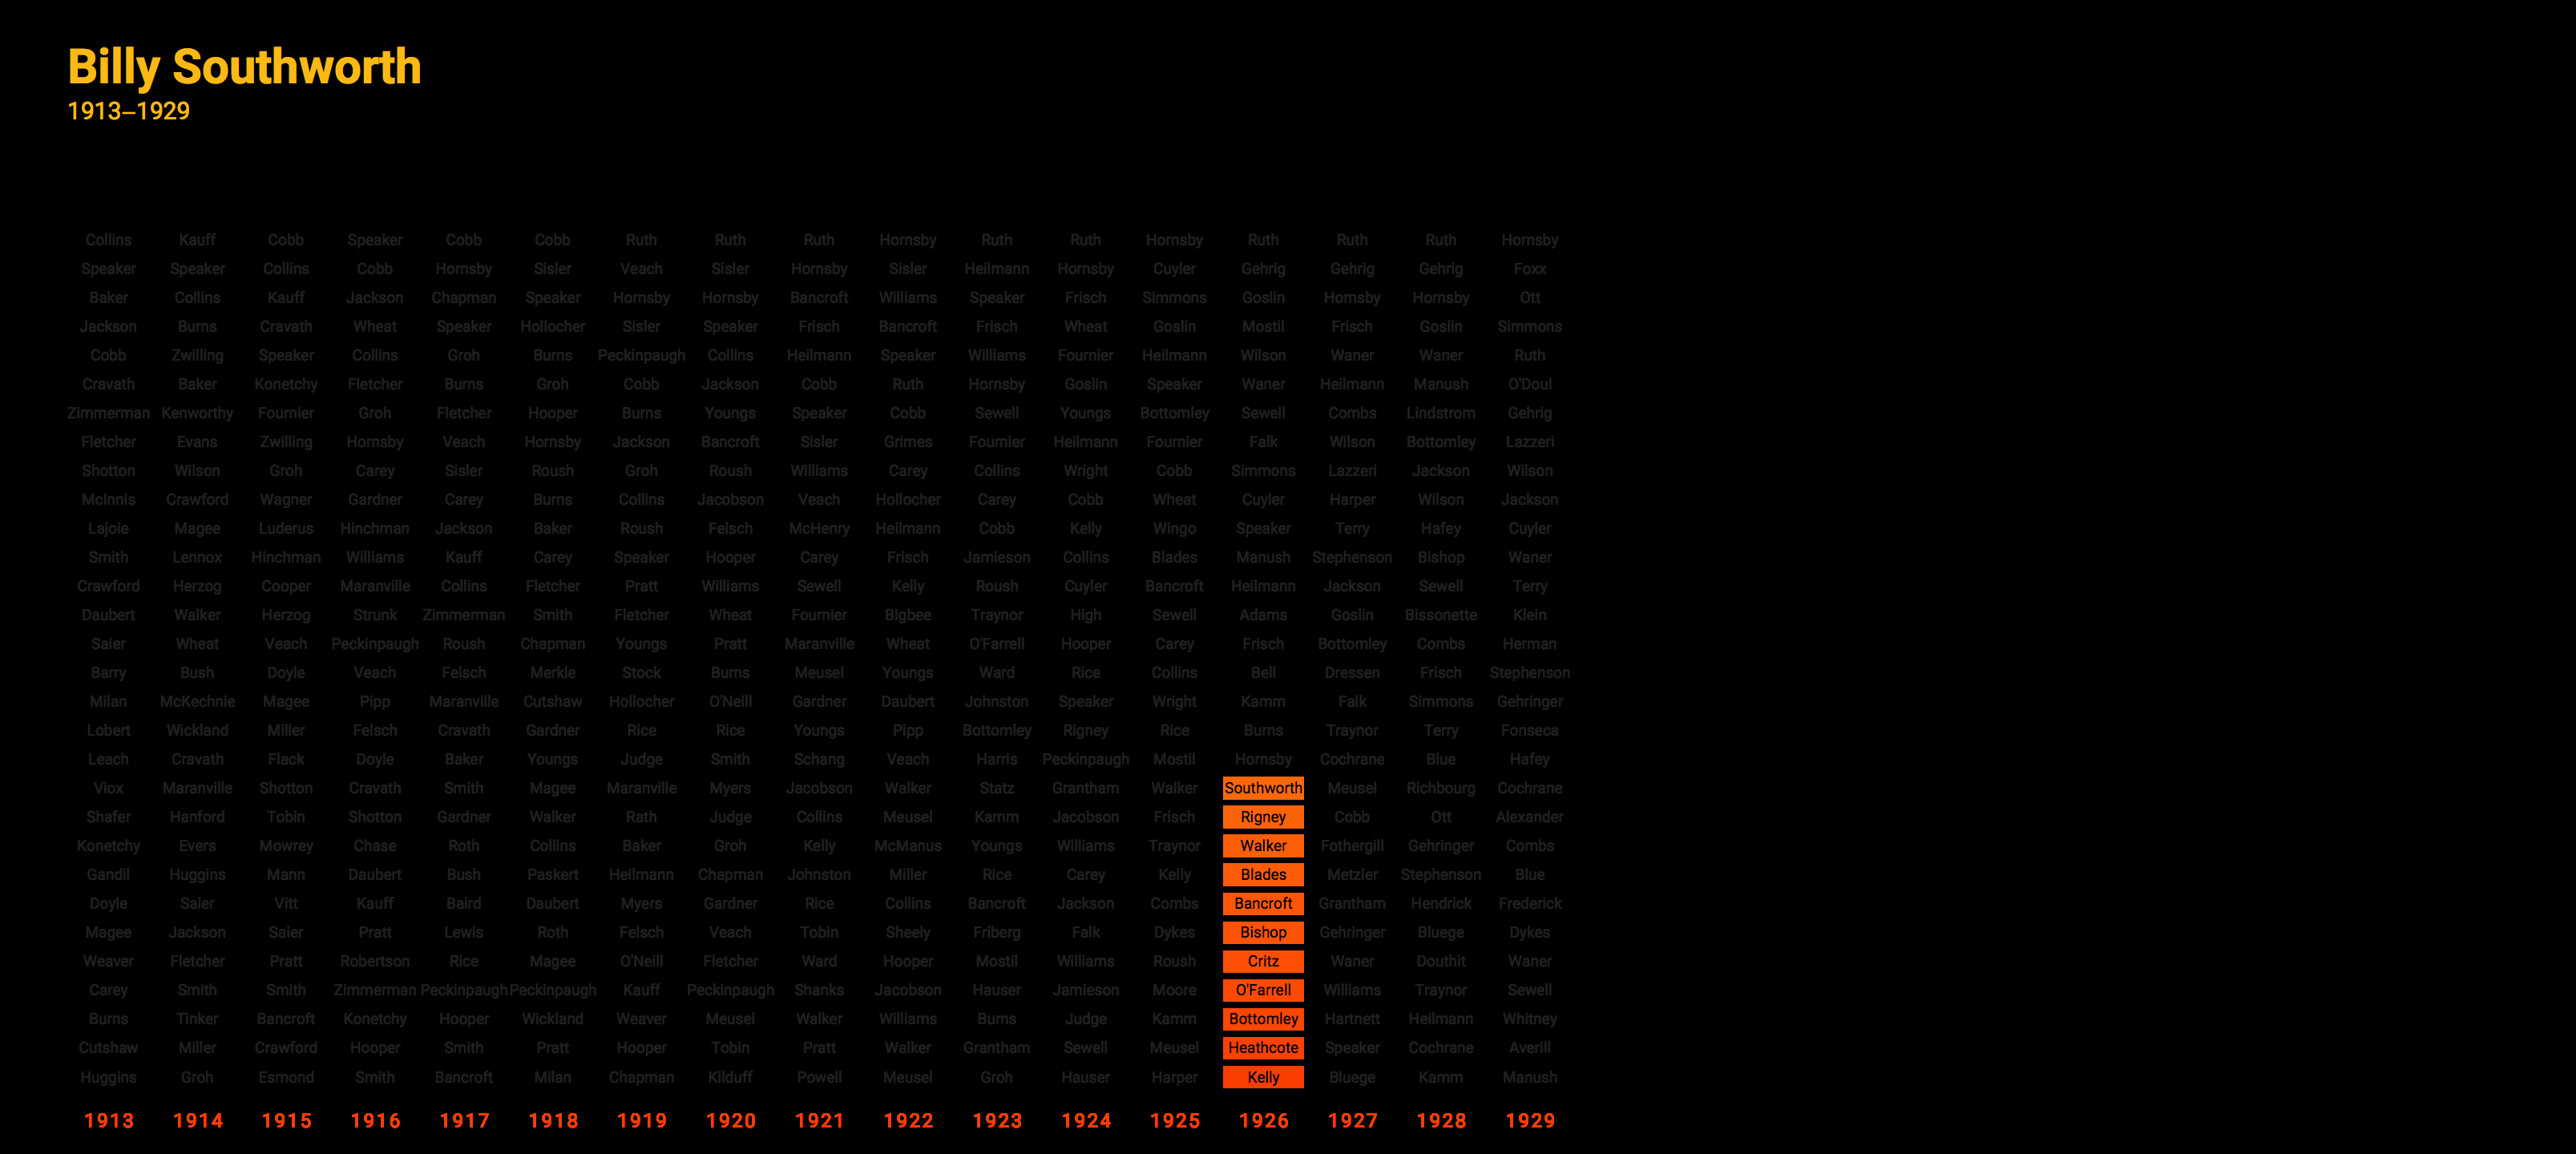 Billy Southworth
1913–1929
Collins Kauff Cobb Speaker Cobb Cobb Ruth Ruth Ruth Hornsby Ruth Ruth Hornsby Ruth Ruth Ruth Hornsby
Speaker Speaker Collins Cobb Hornsby Sisler Veach Sisler Hornsby Sisler Heilmann Hornsby Cuyler Gehrig Gehrig Gehrig Foxx
Baker Collins Kauff Jackson Chapman Speaker Hornsby Hornsby Bancroft Williams Speaker Frisch Simmons Goslin Hornsby Hornsby Ott
Jackson Burns Cravath Wheat Speaker Hollocher Sisler Speaker Frisch Bancroft Frisch Wheat Goslin Mostil Frisch Goslin Simmons
Cobb Zwilling Speaker Collins Groh Burns Peckinpaugh Collins Heilmann Speaker Williams Fournier Heilmann Wilson Waner Waner Ruth
Cravath Baker Konetchy Fletcher Burns Groh Cobb Jackson Cobb Ruth Hornsby Goslin Speaker Waner Heilmann Manush O'Doul
Zimmerman Kenworthy Fournier Groh Fletcher Hooper Burns Youngs Speaker Cobb Sewell Youngs Bottomley Sewell Combs Lindstrom Gehrig
Fletcher Evans Zwilling Hornsby Veach Hornsby Jackson Bancroft Sisler Grimes Fournier Heilmann Fournier Falk Wilson Bottomley Lazzeri
Shotton Wilson Groh Carey Sisler Roush Groh Roush Williams Carey Collins Wright Cobb Simmons Lazzeri Jackson Wilson
McInnis Crawford Wagner Gardner Carey Burns Collins Jacobson Veach Hollocher Carey Cobb Wheat Cuyler Harper Wilson Jackson
Lajoie Magee Luderus Hinchman Jackson Baker Roush Felsch McHenry Heilmann Cobb Kelly Wingo Speaker Terry Hafey Cuyler
Smith Lennox Hinchman Williams Kauff Carey Speaker Hooper Carey Frisch Jamieson Collins Blades Manush Stephenson Bishop Waner
Crawford Herzog Cooper Maranville Collins Fletcher Pratt Williams Sewell Kelly Roush Cuyler Bancroft Heilmann Jackson Sewell Terry
Daubert Walker Herzog Strunk Zimmerman Smith Fletcher Wheat Fournier Bigbee Traynor High Sewell Adams Goslin Bissonette Klein
Saier Wheat Veach Peckinpaugh Roush Chapman Youngs Pratt Maranville Wheat O'Farrell Hooper Carey Frisch Bottomley Combs Herman
Barry Bush Doyle Veach Felsch Merkle Stock Burns Meusel Youngs Ward Rice Collins Bell Dressen Frisch Stephenson
Milan McKechnie Magee Pipp Maranville Cutshaw Hollocher O'Neill Gardner Daubert Johnston Speaker Wright Kamm Falk Simmons Gehringer
Lobert Wickland Miller Felsch Cravath Gardner Rice Rice Youngs Pipp Bottomley Rigney Rice Burns Traynor Terry Fonseca
Leach Cravath Flack Doyle Baker Youngs Judge Smith Schang Veach Harris Peckinpaugh Mostil Hornsby Cochrane Blue Hafey
Viox Maranville Shotton Cravath Smith Magee Maranville Myers Jacobson Walker Statz Grantham Walker Southworth Meusel Richbourg Cochrane
Shafer Hanford Tobin Shotton Gardner Walker Rath Judge Collins Meusel Kamm Jacobson Frisch Rigney Cobb Ott Alexander
Konetchy Evers Mowrey Chase Roth Collins Baker Groh Kelly McManus Youngs Williams Traynor Walker Fothergill Gehringer Combs
Gandil Huggins Mann Daubert Bush Paskert Heilmann Chapman Johnston Miller Rice Carey Kelly Blades Metzler Stephenson Blue
Doyle Saier Vitt Kauff Baird Daubert Myers Gardner Rice Collins Bancroft Jackson Combs Bancroft Grantham Hendrick Frederick
Magee Jackson Saier Pratt Lewis Roth Felsch Veach Tobin Sheely Friberg Falk Dykes Bishop Gehringer Bluege Dykes
Weaver Fletcher Pratt Robertson Rice Magee O'Neill Fletcher Ward Hooper Mostil Williams Roush Critz Waner Douthit Waner
Carey Smith Smith Zimmerman Peckinpaugh Peckinpaugh Kauff Peckinpaugh Shanks Jacobson Hauser Jamieson Moore O'Farrell Williams Traynor Sewell
Burns Tinker Bancroft Konetchy Hooper Wickland Weaver Meusel Walker Williams Burns Judge Kamm Bottomley Hartnett Heilmann Whitney
Cutshaw Miller Crawford Hooper Smith Pratt Hooper Tobin Pratt Walker Grantham Sewell Meusel Heathcote Speaker Cochrane Averill
Huggins Groh Esmond Smith Bancroft Milan Chapman Kilduff Powell Meusel Groh Hauser Harper Kelly Bluege Kamm Manush
1913 1914 1915 1916 1917 1918 1919 1920 1921 1922 1923 1924 1925 1926 1927 1928 1929